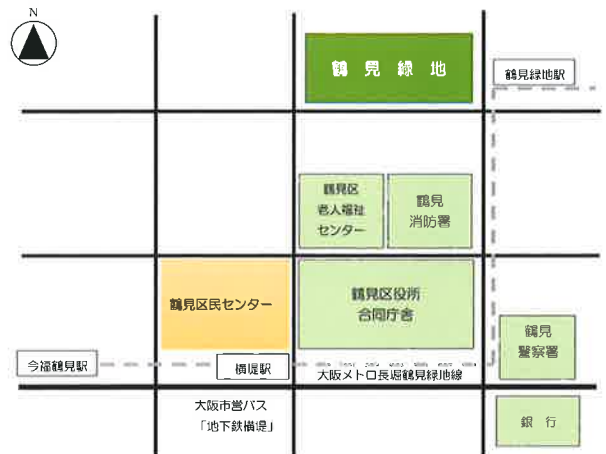 N
鶴見緑地
鶴見緑地駅
鶴見区
老人福祉
センター
鶴見
消防署
鶴見区民センター
鶴見区役所
合同庁舎
鶴見
警察署
今福鶴見駅
横堤駅
大阪メトロ長堀鶴見緑地線
大阪市営バス
「地下鉄横堤」
銀行